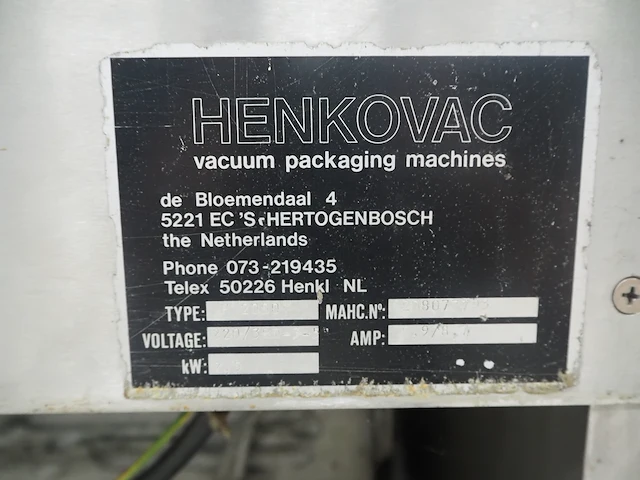 HENKOVAC
vacuum packaging machines
de Bloemendaal 4
5221 EC 'S-HERTOGENBOSCH
the Netherlands
Phone 073-219435
Telex 50226 Henkl NL
TYPE: MAHC.Nº:
VOLTAGE: AMP:
kW: